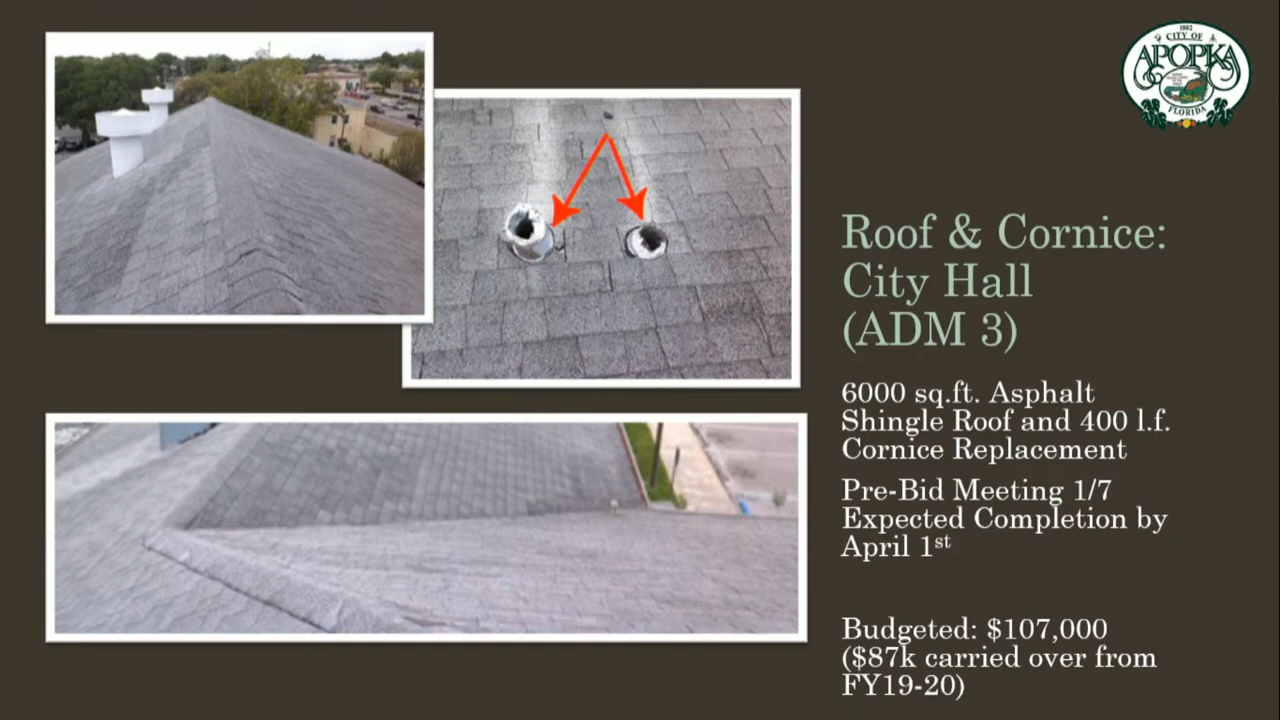 1882
CITY OF
APOPKA
FLORIDA
Roof & Cornice:
City Hall
(ADM 3)
6000 sq.ft. Asphalt
Shingle Roof and 400 l.f.
Cornice Replacement
Pre-Bid Meeting 1/7
Expected Completion by
April 1st
Budgeted: $107,000
($87k carried over from
FY19-20)